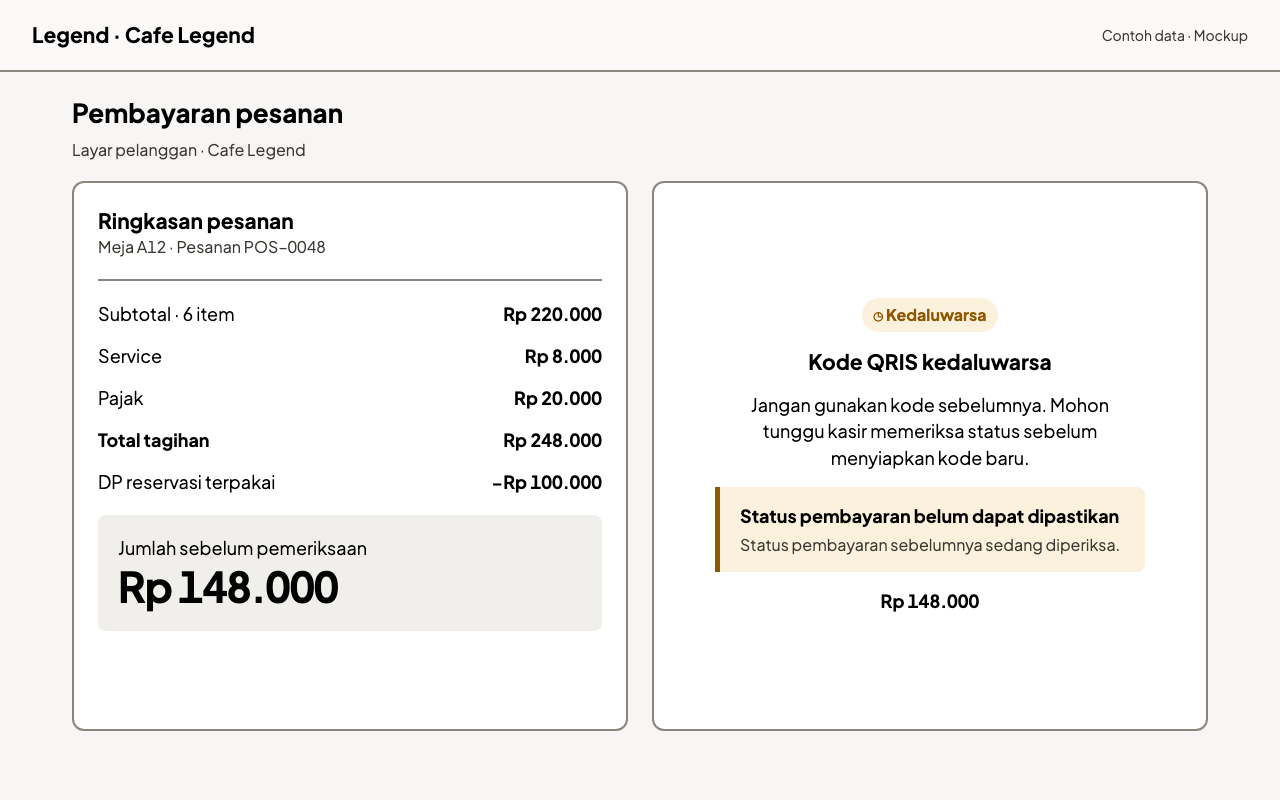 Legend · Cafe Legend
Contoh data · Mockup
Pembayaran pesanan
Layar pelanggan · Cafe Legend
Ringkasan pesanan
Meja A12 · Pesanan POS-0048
Subtotal · 6 item
Rp 220.000
Service
Rp 8.000
Pajak
Rp 20.000
Total tagihan
Rp 248.000
DP reservasi terpakai
−Rp 100.000
Jumlah sebelum pemeriksaan
Rp 148.000
◷ Kedaluwarsa
Kode QRIS kedaluwarsa
Jangan gunakan kode sebelumnya. Mohon
tunggu kasir memeriksa status sebelum
menyiapkan kode baru.
Status pembayaran belum dapat dipastikan
Status pembayaran sebelumnya sedang diperiksa.
Rp 148.000